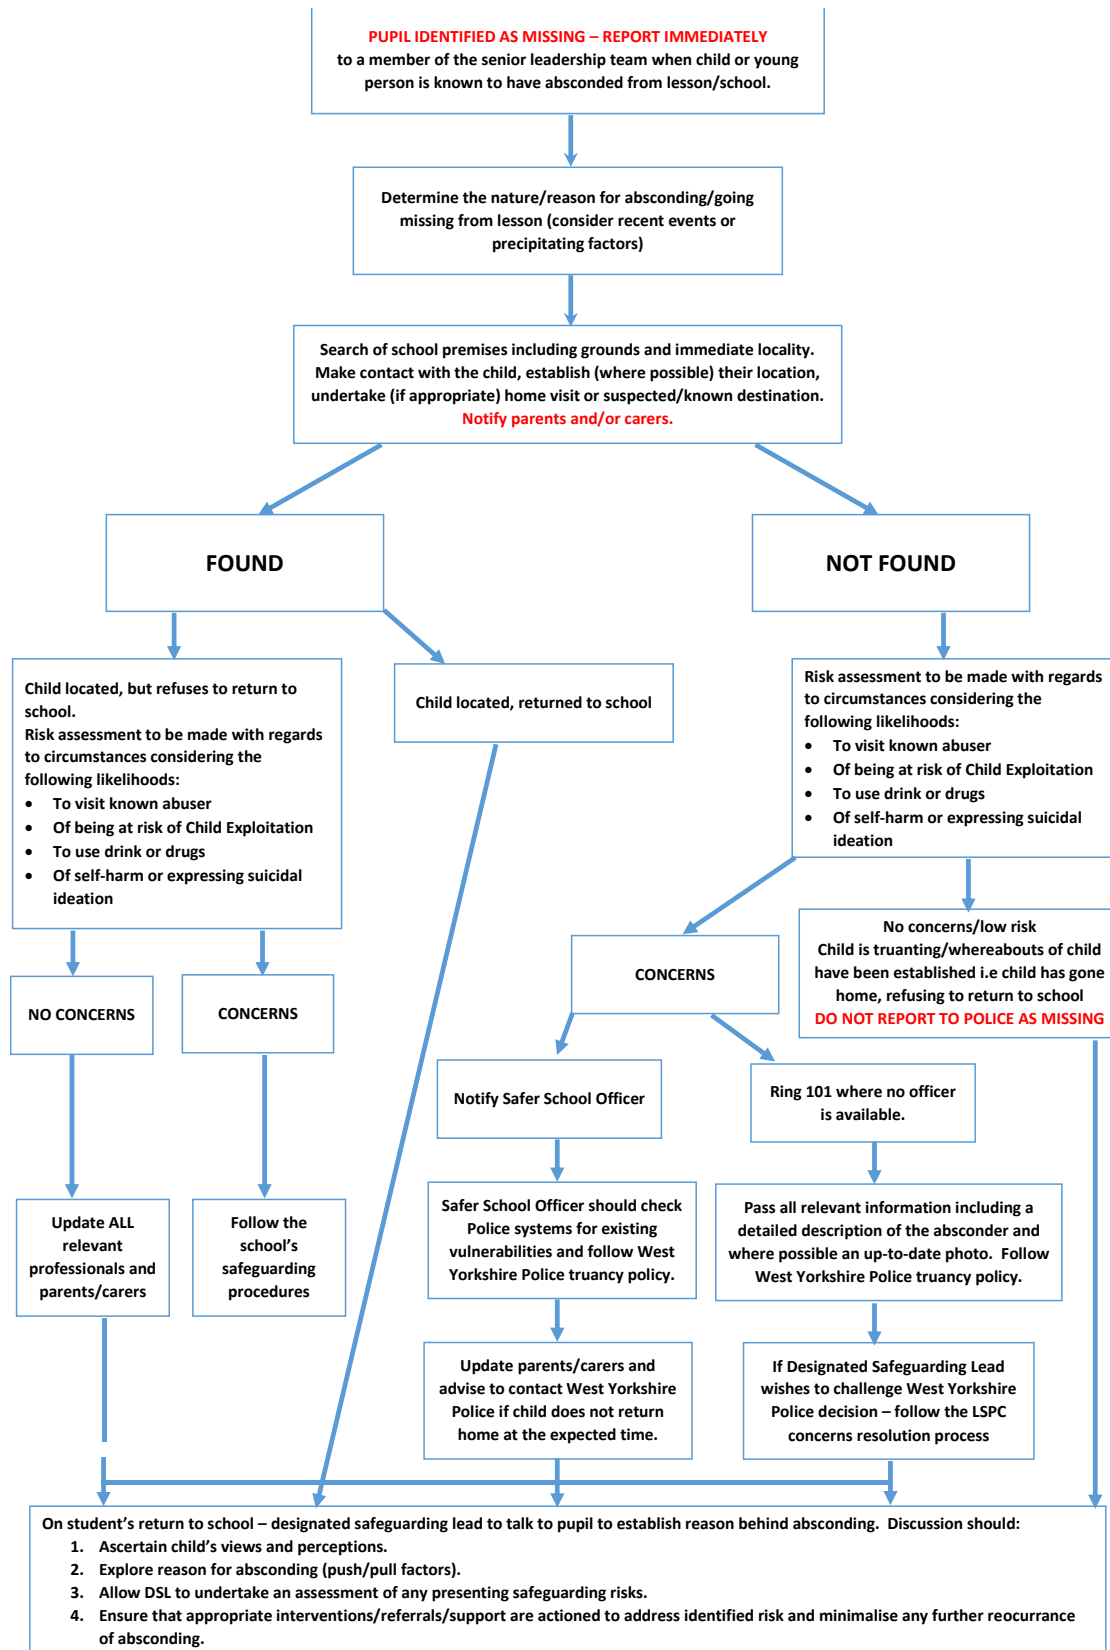 PUPIL IDENTIFIED AS MISSING – REPORT IMMEDIATELY
to a member of the senior leadership team when child or young
person is known to have absconded from lesson/school.
Determine the nature/reason for absconding/going
missing from lesson (consider recent events or
precipitating factors)
Search of school premises including grounds and immediate locality.
Make contact with the child, establish (where possible) their location,
undertake (if appropriate) home visit or suspected/known destination.
Notify parents and/or carers.
FOUND
NOT FOUND
Child located, but refuses to return to
school.
Risk assessment to be made with regards
to circumstances considering the
following likelihoods:
• To visit known abuser
• Of being at risk of Child Exploitation
• To use drink or drugs
• Of self-harm or expressing suicidal
ideation
Child located, returned to school
Risk assessment to be made with regards
to circumstances considering the
following likelihoods:
• To visit known abuser
• Of being at risk of Child Exploitation
• To use drink or drugs
• Of self-harm or expressing suicidal
ideation
NO CONCERNS
CONCERNS
CONCERNS
No concerns/low risk
Child is truanting/whereabouts of child
have been established i.e child has gone
home, refusing to return to school
DO NOT REPORT TO POLICE AS MISSING
Notify Safer School Officer
Ring 101 where no officer
is available.
Update ALL
relevant
professionals and
parents/carers
Follow the
school's
safeguarding
procedures
Safer School Officer should check
Police systems for existing
vulnerabilities and follow West
Yorkshire Police truancy policy.
Pass all relevant information including a
detailed description of the absconder and
where possible an up-to-date photo. Follow
West Yorkshire Police truancy policy.
Update parents/carers and
advise to contact West Yorkshire
Police if child does not return
home at the expected time.
If Designated Safeguarding Lead
wishes to challenge West Yorkshire
Police decision – follow the LSPC
concerns resolution process
On student's return to school – designated safeguarding lead to talk to pupil to establish reason behind absconding. Discussion should:
1. Ascertain child's views and perceptions.
2. Explore reason for absconding (push/pull factors).
3. Allow DSL to undertake an assessment of any presenting safeguarding risks.
4. Ensure that appropriate interventions/referrals/support are actioned to address identified risk and minimalise any further reocurrance
of absconding.